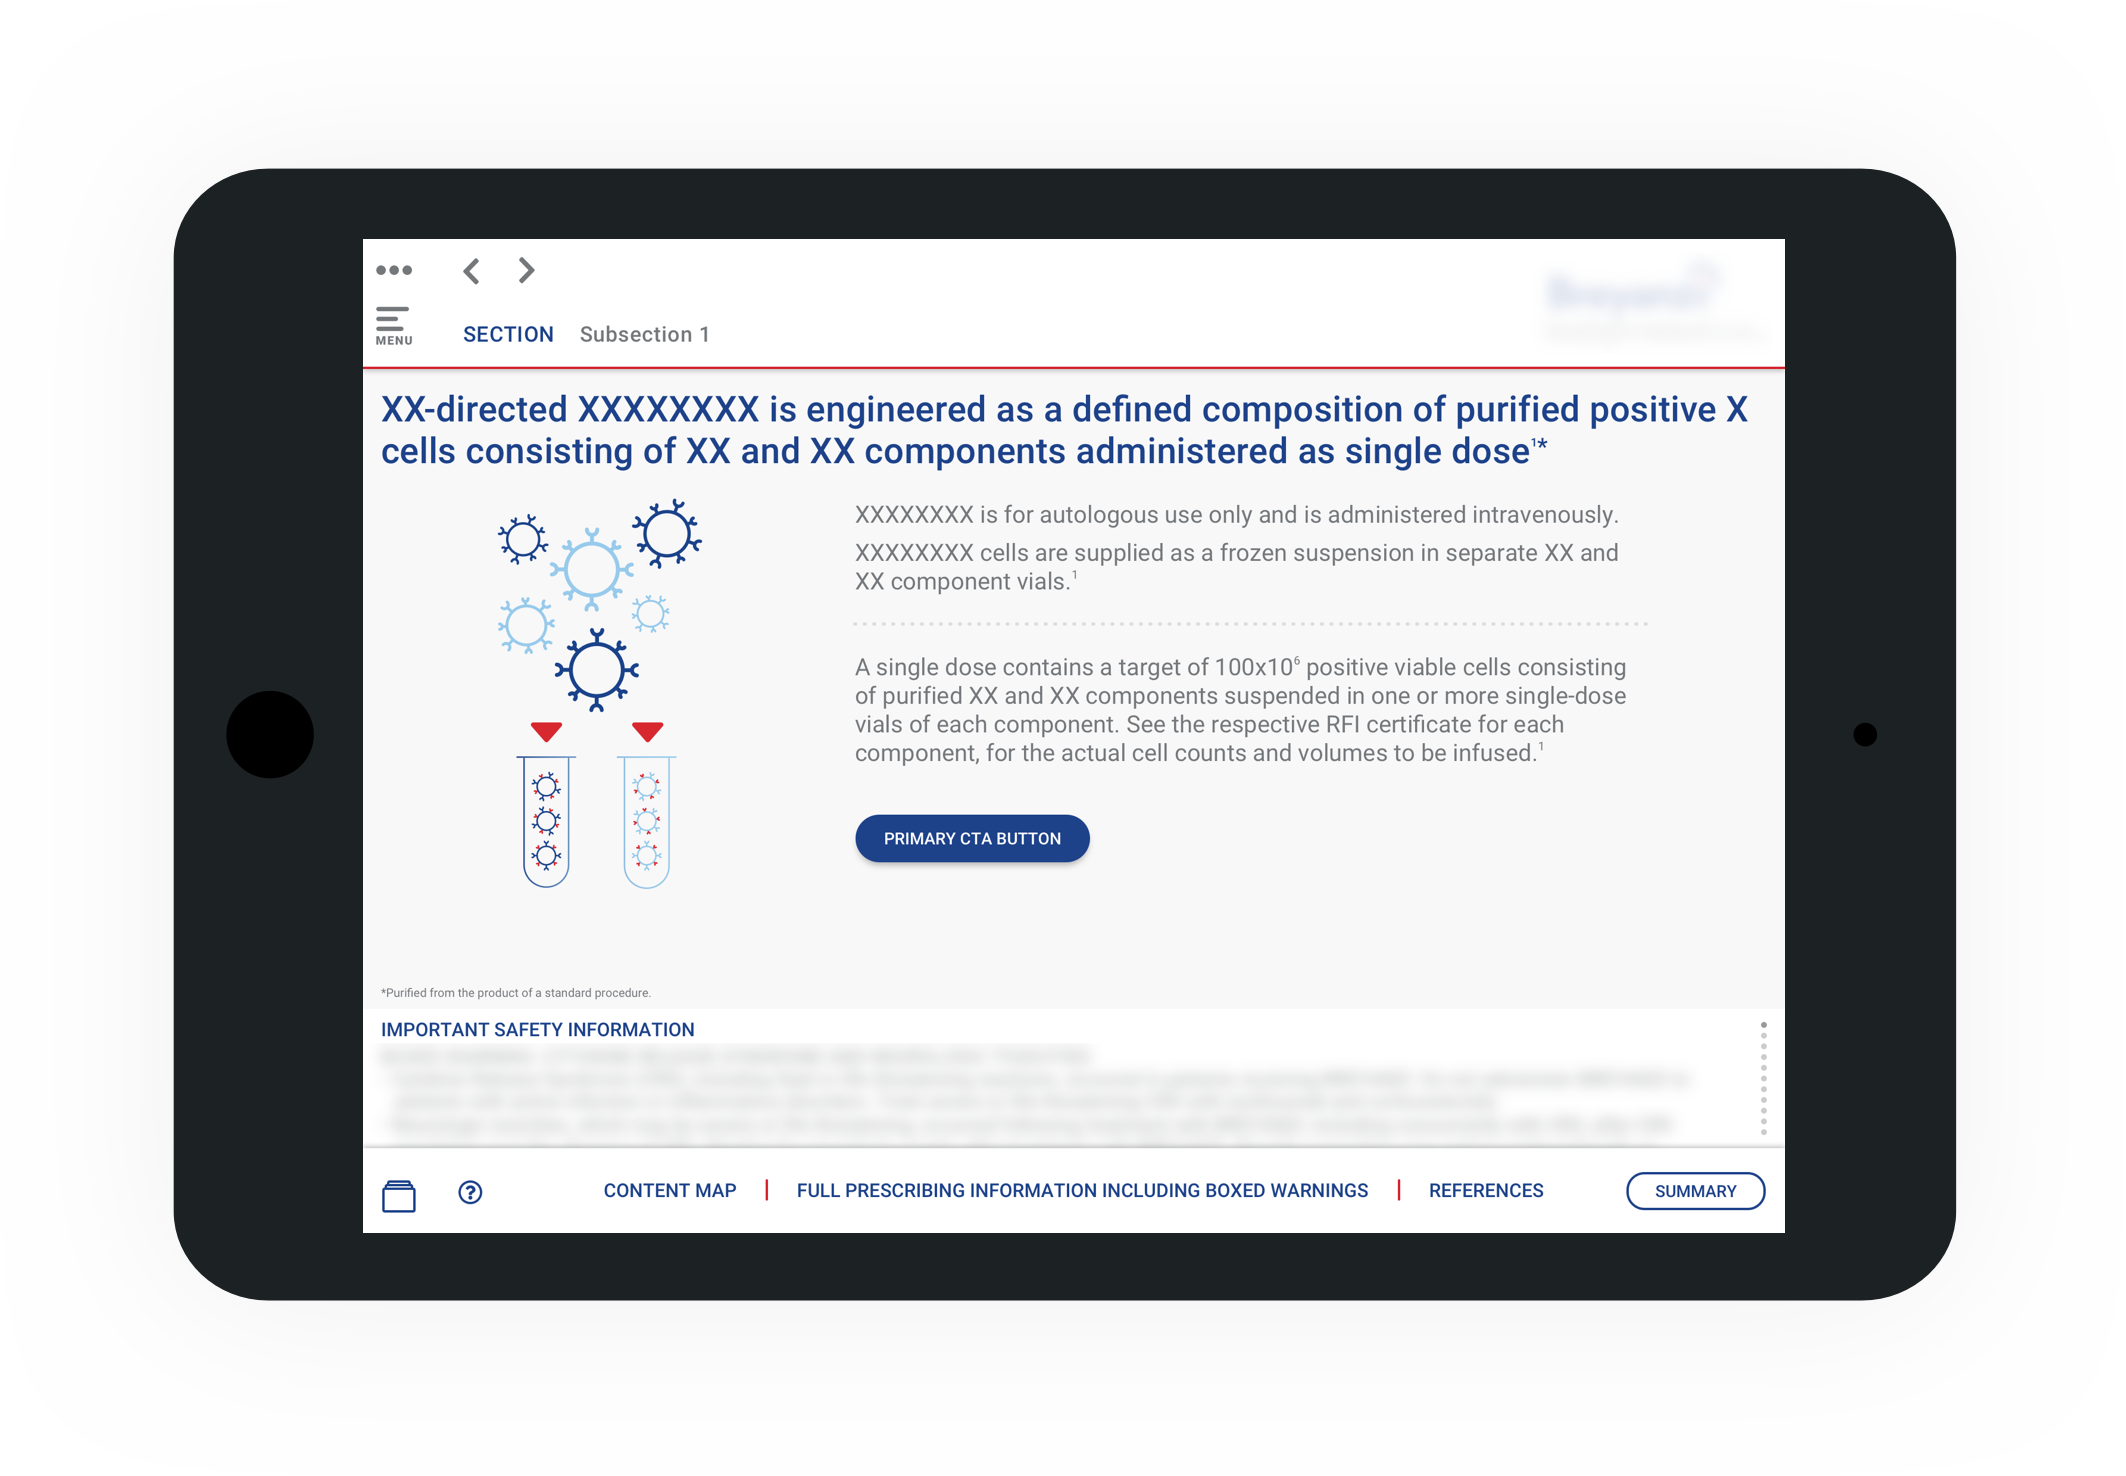 MENU
SECTION Subsection 1
XX-directed XXXXXXXX is engineered as a defined composition of purified positive X
cells consisting of XX and XX components administered as single dose¹*
XXXXXXXX is for autologous use only and is administered intravenously.
XXXXXXXX cells are supplied as a frozen suspension in separate XX and
XX component vials.¹
A single dose contains a target of 100x10⁶ positive viable cells consisting
of purified XX and XX components suspended in one or more single-dose
vials of each component. See the respective RFI certificate for each
component, for the actual cell counts and volumes to be infused.¹
PRIMARY CTA BUTTON
*Purified from the product of a standard procedure.
IMPORTANT SAFETY INFORMATION
CONTENT MAP | FULL PRESCRIBING INFORMATION INCLUDING BOXED WARNINGS | REFERENCES
SUMMARY